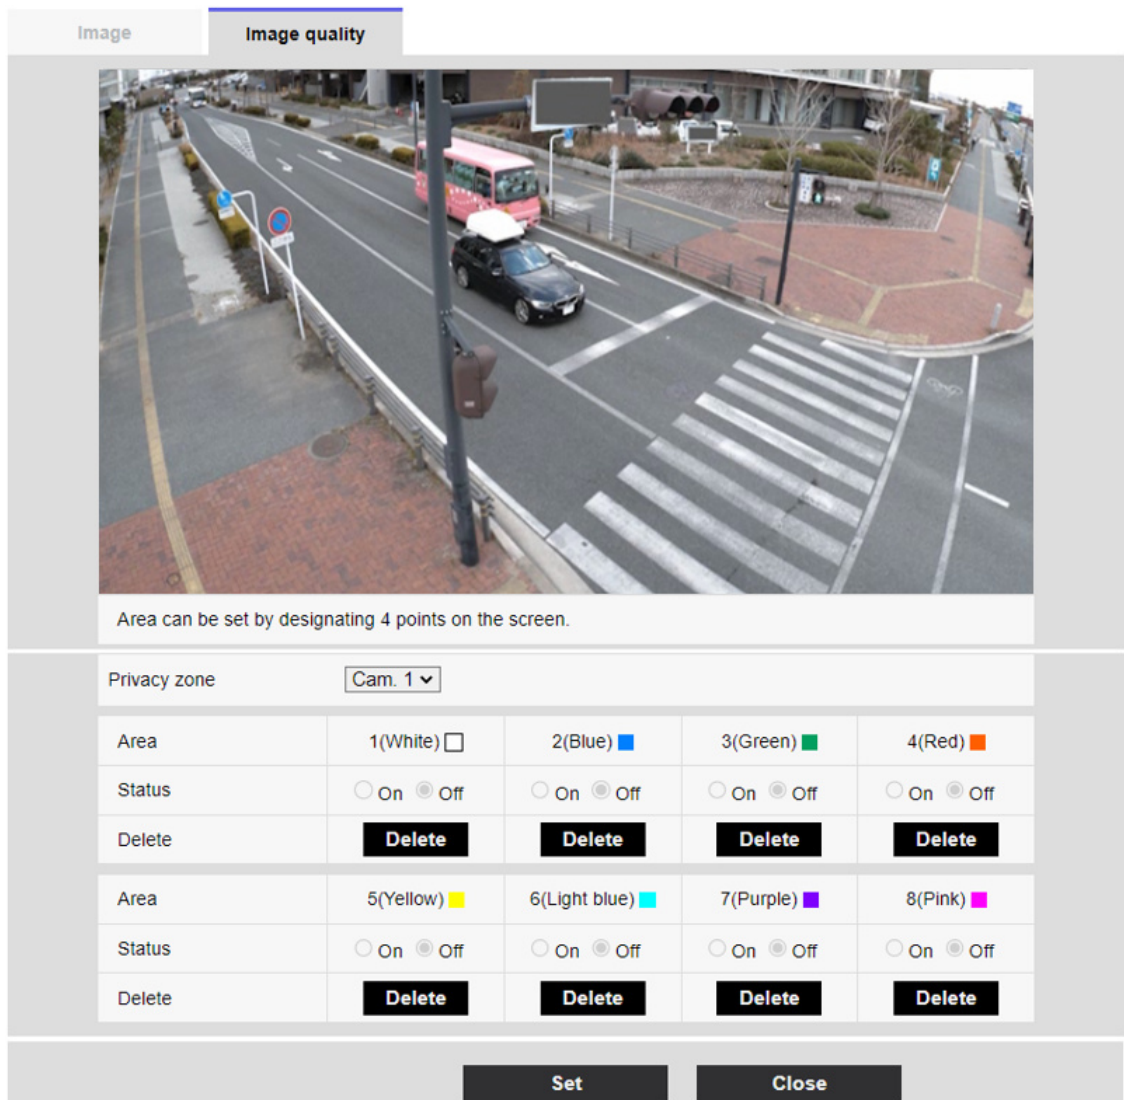 Image Image quality
Area can be set by designating 4 points on the screen.
Privacy zone Cam. 1
Area 1(White) 2(Blue) 3(Green) 4(Red)
Status On Off On Off On Off On Off
Delete Delete Delete Delete Delete
Area 5(Yellow) 6(Light blue) 7(Purple) 8(Pink)
Status On Off On Off On Off On Off
Delete Delete Delete Delete Delete
Set Close